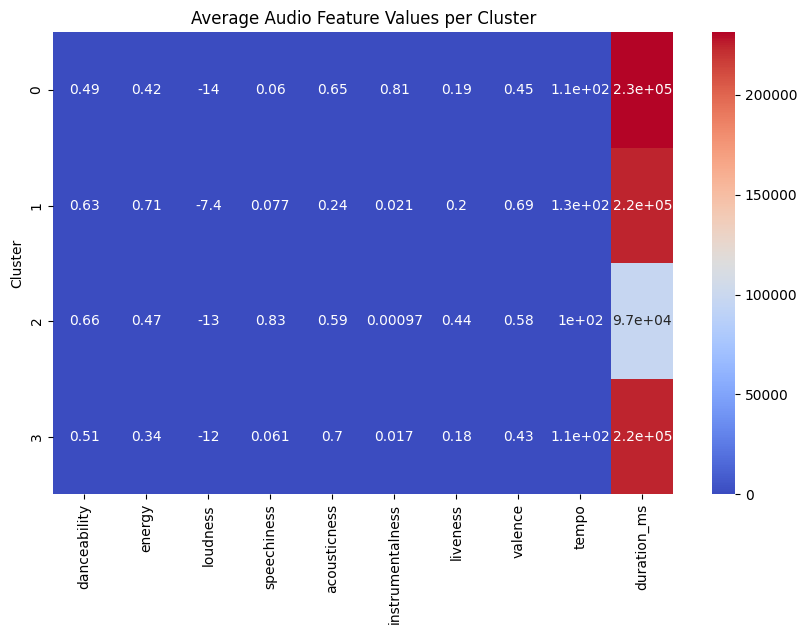 Average Audio Feature Values per Cluster
Cluster
0 0.49 0.42 -14 0.06 0.65 0.81 0.19 0.45 1.1e+02 2.3e+05
1 0.63 0.71 -7.4 0.077 0.24 0.021 0.2 0.69 1.3e+02 2.2e+05
2 0.66 0.47 -13 0.83 0.59 0.00097 0.44 0.58 1e+02 9.7e+04
3 0.51 0.34 -12 0.061 0.7 0.017 0.18 0.43 1.1e+02 2.2e+05
danceability
energy
loudness
speechiness
acousticness
instrumentalness
liveness
valence
tempo
duration_ms
200000
150000
100000
50000
0